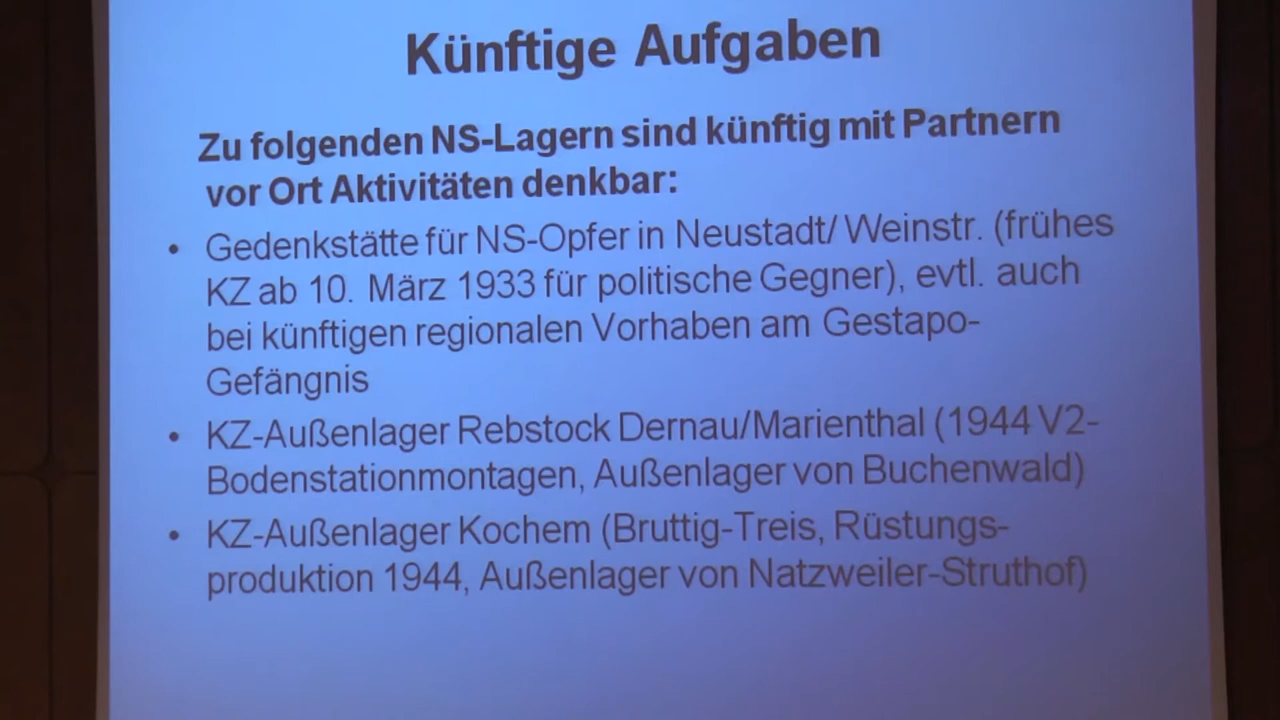 Künftige Aufgaben
Zu folgenden NS-Lagern sind künftig mit Partnern
vor Ort Aktivitäten denkbar:
• Gedenkstätte für NS-Opfer in Neustadt/ Weinstr. (frühes
KZ ab 10. März 1933 für politische Gegner), evtl. auch
bei künftigen regionalen Vorhaben am Gestapo-
Gefängnis
• KZ-Außenlager Rebstock Dernau/Marienthal (1944 V2-
Bodenstationmontagen, Außenlager von Buchenwald)
• KZ-Außenlager Kochem (Bruttig-Treis, Rüstungs-
produktion 1944, Außenlager von Natzweiler-Struthof)